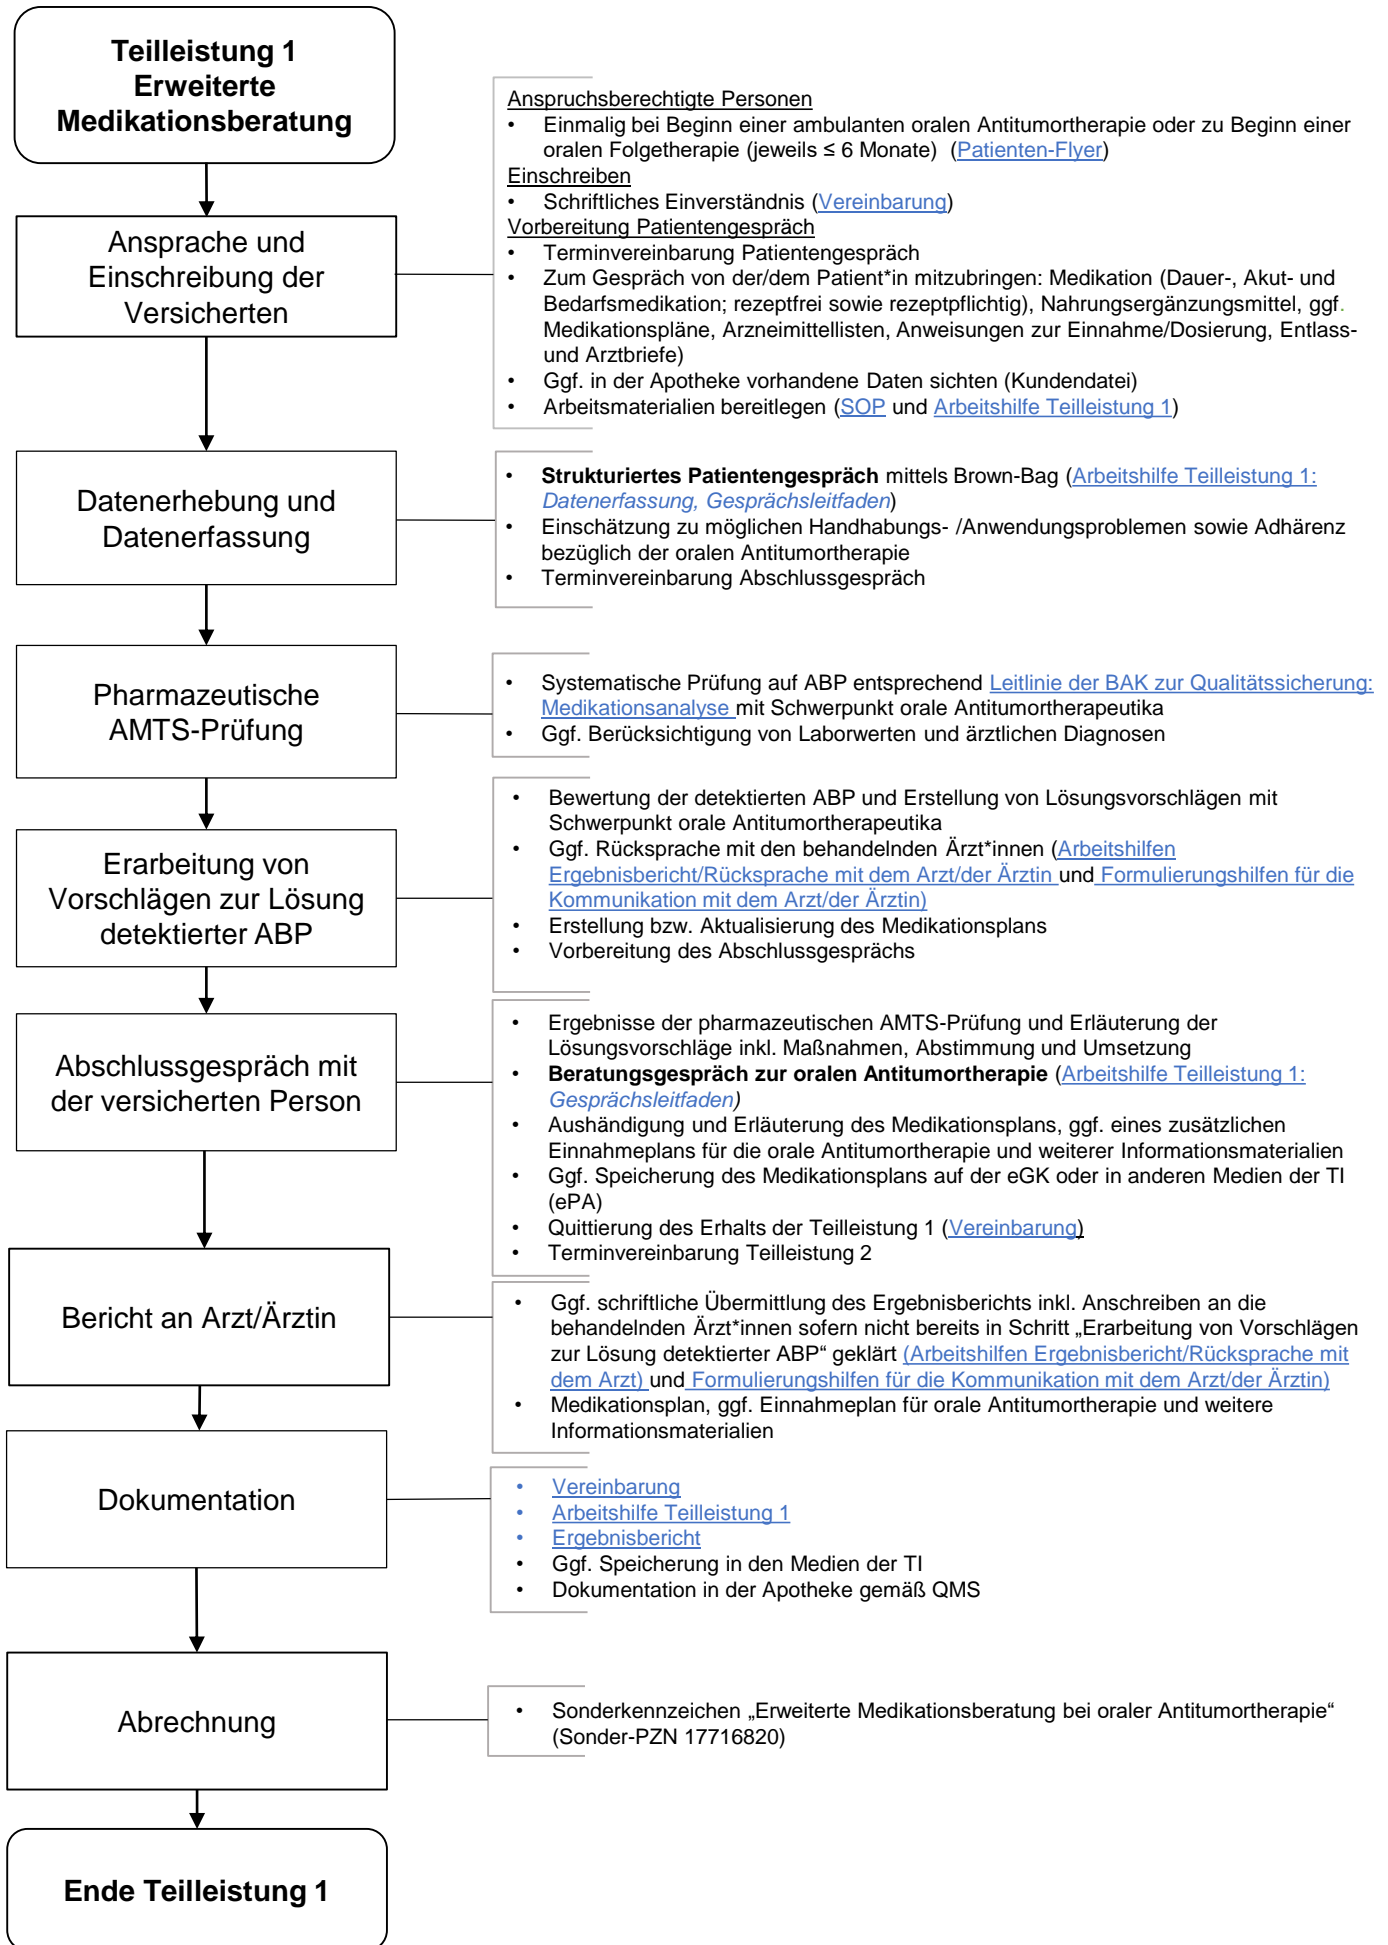 Teilleistung 1
Erweiterte
Medikationsberatung
Anspruchsberechtigte Personen
• Einmalig bei Beginn einer ambulanten oralen Antitumortherapie oder zu Beginn einer
oralen Folgetherapie (jeweils ≤ 6 Monate) (Patienten-Flyer)
Einschreiben
• Schriftliches Einverständnis (Vereinbarung)
Vorbereitung Patientengespräch
• Terminvereinbarung Patientengespräch
• Zum Gespräch von der/dem Patient*in mitzubringen: Medikation (Dauer-, Akut- und
Bedarfsmedikation; rezeptfrei sowie rezeptpflichtig), Nahrungsergänzungsmittel, ggf.
Medikationspläne, Arzneimittellisten, Anweisungen zur Einnahme/Dosierung, Entlass-
und Arztbriefe)
• Ggf. in der Apotheke vorhandene Daten sichten (Kundendatei)
• Arbeitsmaterialien bereitlegen (SOP und Arbeitshilfe Teilleistung 1)
Ansprache und
Einschreibung der
Versicherten
Datenerhebung und
Datenerfassung
• Strukturiertes Patientengespräch mittels Brown-Bag (Arbeitshilfe Teilleistung 1:
Datenerfassung, Gesprächsleitfaden)
• Einschätzung zu möglichen Handhabungs- /Anwendungsproblemen sowie Adhärenz
bezüglich der oralen Antitumortherapie
• Terminvereinbarung Abschlussgespräch
Pharmazeutische
AMTS-Prüfung
• Systematische Prüfung auf ABP entsprechend Leitlinie der BAK zur Qualitätssicherung:
Medikationsanalyse mit Schwerpunkt orale Antitumortherapeutika
• Ggf. Berücksichtigung von Laborwerten und ärztlichen Diagnosen
Erarbeitung von
Vorschlägen zur Lösung
detektierter ABP
• Bewertung der detektierten ABP und Erstellung von Lösungsvorschlägen mit
Schwerpunkt orale Antitumortherapeutika
• Ggf. Rücksprache mit den behandelnden Ärzt*innen (Arbeitshilfen
Ergebnisbericht/Rücksprache mit dem Arzt/der Ärztin und Formulierungshilfen für die
Kommunikation mit dem Arzt/der Ärztin)
• Erstellung bzw. Aktualisierung des Medikationsplans
• Vorbereitung des Abschlussgesprächs
Abschlussgespräch mit
der versicherten Person
• Ergebnisse der pharmazeutischen AMTS-Prüfung und Erläuterung der
Lösungsvorschläge inkl. Maßnahmen, Abstimmung und Umsetzung
• Beratungsgespräch zur oralen Antitumortherapie (Arbeitshilfe Teilleistung 1:
Gesprächsleitfaden)
• Aushändigung und Erläuterung des Medikationsplans, ggf. eines zusätzlichen
Einnahmeplans für die orale Antitumortherapie und weiterer Informationsmaterialien
• Ggf. Speicherung des Medikationsplans auf der eGK oder in anderen Medien der TI
(ePA)
• Quittierung des Erhalts der Teilleistung 1 (Vereinbarung)
• Terminvereinbarung Teilleistung 2
Bericht an Arzt/Ärztin
• Ggf. schriftliche Übermittlung des Ergebnisberichts inkl. Anschreiben an die
behandelnden Ärzt*innen sofern nicht bereits in Schritt „Erarbeitung von Vorschlägen
zur Lösung detektierter ABP“ geklärt (Arbeitshilfen Ergebnisbericht/Rücksprache mit
dem Arzt) und Formulierungshilfen für die Kommunikation mit dem Arzt/der Ärztin)
• Medikationsplan, ggf. Einnahmeplan für orale Antitumortherapie und weitere
Informationsmaterialien
Dokumentation
• Vereinbarung
• Arbeitshilfe Teilleistung 1
• Ergebnisbericht
• Ggf. Speicherung in den Medien der TI
• Dokumentation in der Apotheke gemäß QMS
Abrechnung
• Sonderkennzeichen „Erweiterte Medikationsberatung bei oraler Antitumortherapie“
(Sonder-PZN 17716820)
Ende Teilleistung 1